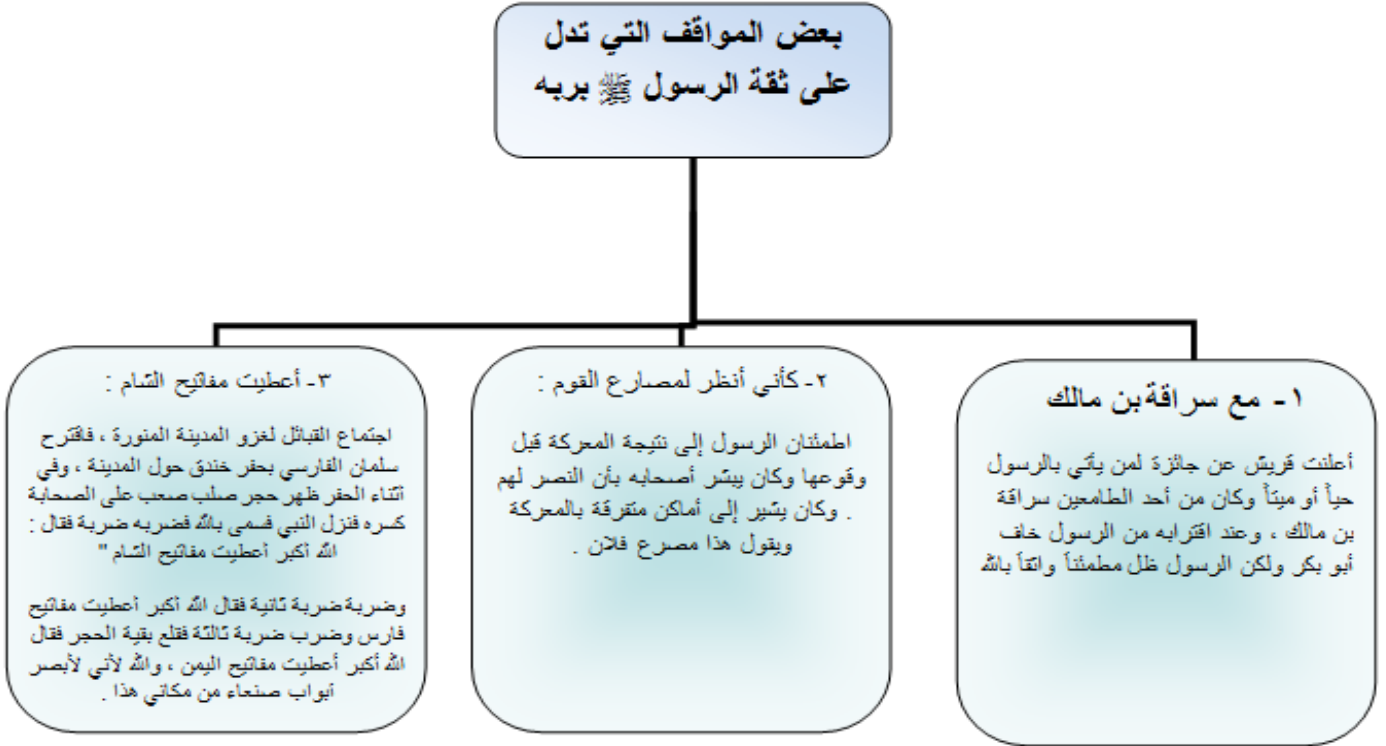 بعض المواقف التي تدل
على ثقة الرسول ﷺ بربه
١- مع سراقة بن مالك
أعلنت قريش عن جائزة لمن يأتي بالرسول
حياً أو ميتاً وكان من أحد الطامعين سراقة
بن مالك ، وعند اقترابه من الرسول خاف
أبو بكر ولكن الرسول ظل مطمئناً واثقاً بالله
٢- كأني أنظر لمصارع القوم :
اطمئنان الرسول إلى نتيجة المعركة قبل
وقوعها وكان يبشر أصحابه بأن النصر لهم
. وكان يشير إلى أماكن متفرقة بالمعركة
ويقول هذا مصرع فلان .
٣- أعطيت مفاتيح الشام :
اجتماع القبائل لغزو المدينة المنورة ، فاقترح
سلمان الفارسي بحفر خندق حول المدينة ، وفي
أثناء الحفر ظهر حجر صلب صعب على الصحابة
كسره فنزل النبي فسمى بالله فضربه ضربة فقال :
الله أكبر أعطيت مفاتيح الشام "
وضربة ضربة ثانية فقال الله أكبر أعطيت مفاتيح
فارس وضرب ضربة ثالثة فقلع بقية الحجر فقال
الله أكبر أعطيت مفاتيح اليمن ، والله لأني لأبصر
أبواب صنعاء من مكاني هذا .